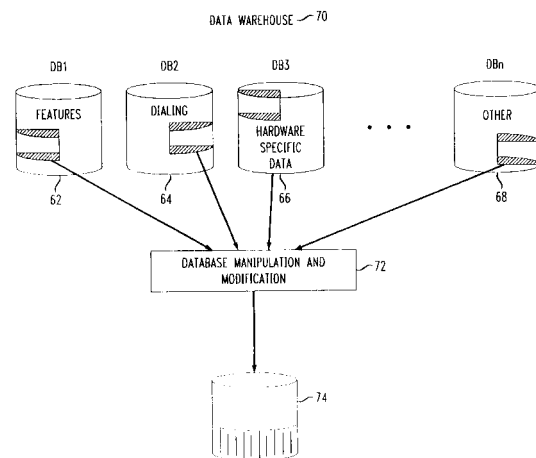 DATA WAREHOUSE 70
DB1 DB2 DB3 DBn
FEATURES
DIALING
HARDWARE
SPECIFIC
DATA
. . .
OTHER
62
64
66
68
DATABASE MANIPULATION AND
MODIFICATION
72
74